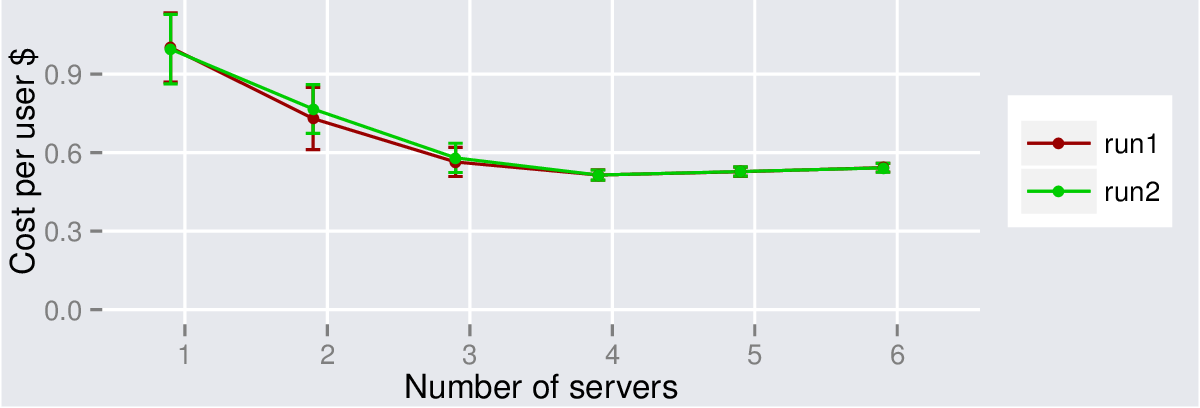 Cost per user $
0.9
0.6
0.3
0.0
1 2 3 4 5 6
Number of servers
run1
run2